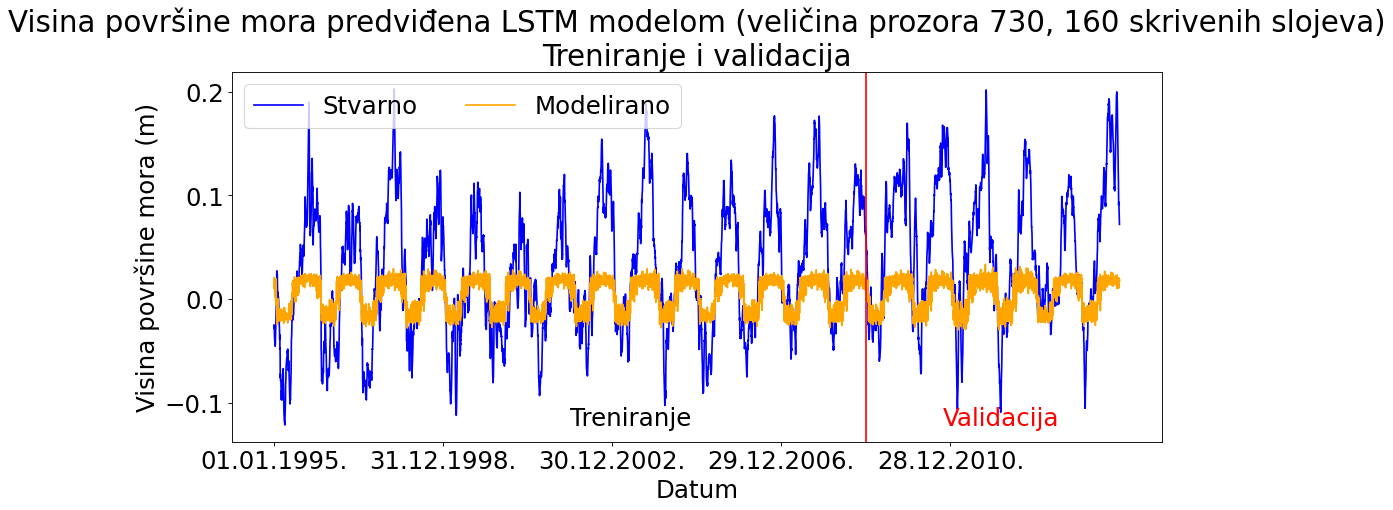 Visina površine mora predviđena LSTM modelom (veličina prozora 730, 160 skrivenih slojeva)
Treniranje i validacija
Stvarno
Modelirano
Visina površine mora (m)
0.2
0.1
0.0
−0.1
Treniranje
Validacija
01.01.1995.
31.12.1998.
30.12.2002.
29.12.2006.
28.12.2010.
Datum